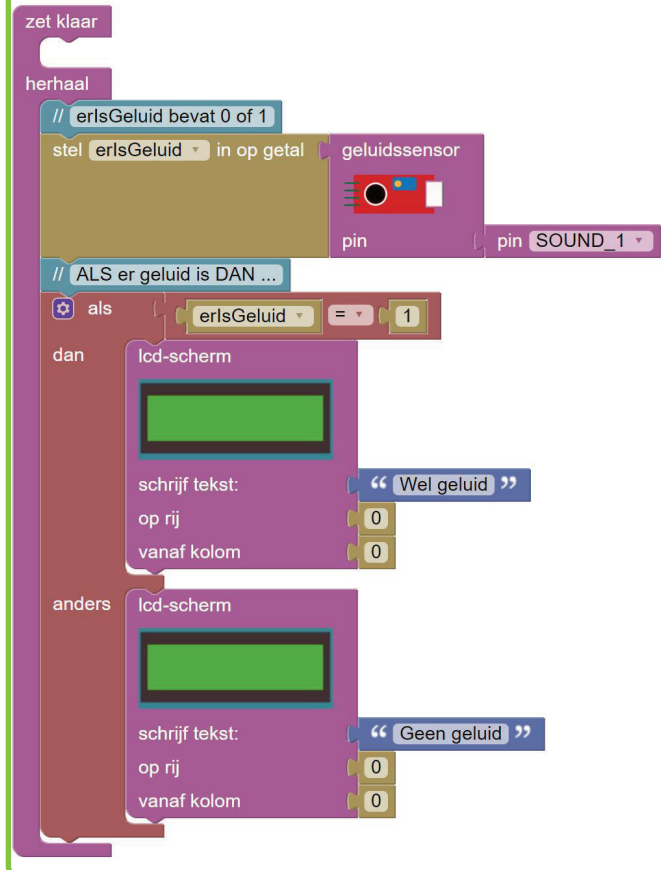 zet klaar
herhaal
// erIsGeluid bevat 0 of 1
stel erIsGeluid in op getal geluidssensor
pin pin SOUND_1
// ALS er geluid is DAN ...
als erIsGeluid = 1
dan lcd-scherm
schrijf tekst: “ Wel geluid ”
op rij 0
vanaf kolom 0
anders lcd-scherm
schrijf tekst: “ Geen geluid ”
op rij 0
vanaf kolom 0